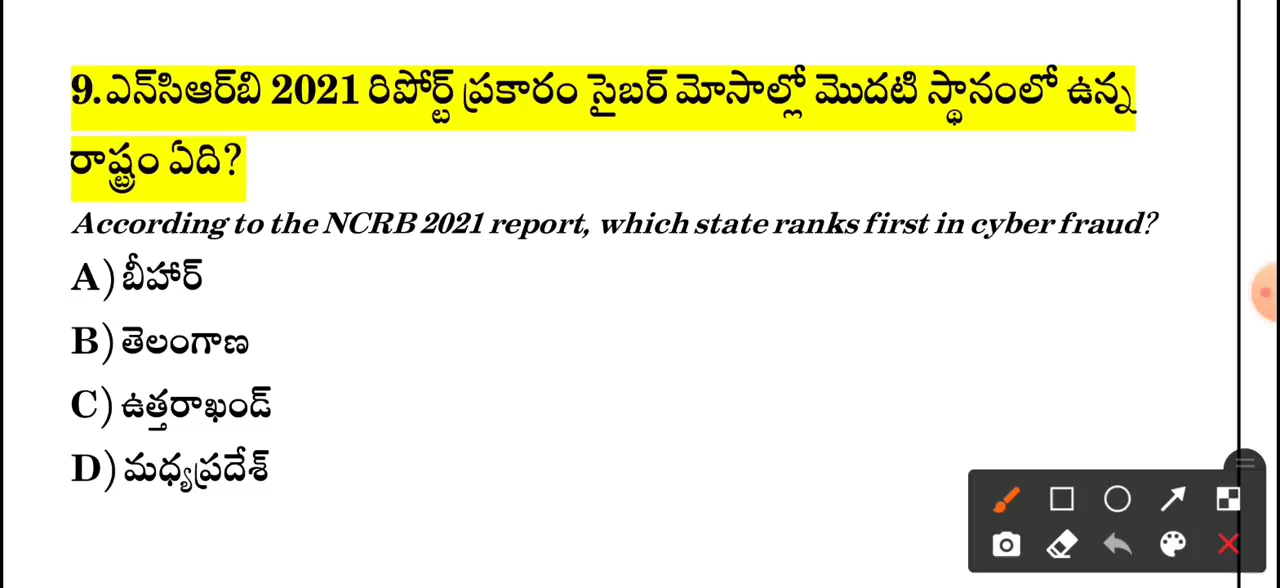 9.ఎన్‌సిఆర్‌బి 2021 రిపోర్ట్ ప్రకారం సైబర్ మోసాల్లో మొదటి స్థానంలో ఉన్న
రాష్ట్రం ఏది?
According to the NCRB 2021 report, which state ranks first in cyber fraud?
A) బీహార్
B) తెలంగాణ
C) ఉత్తరాఖండ్
D) మధ్యప్రదేశ్